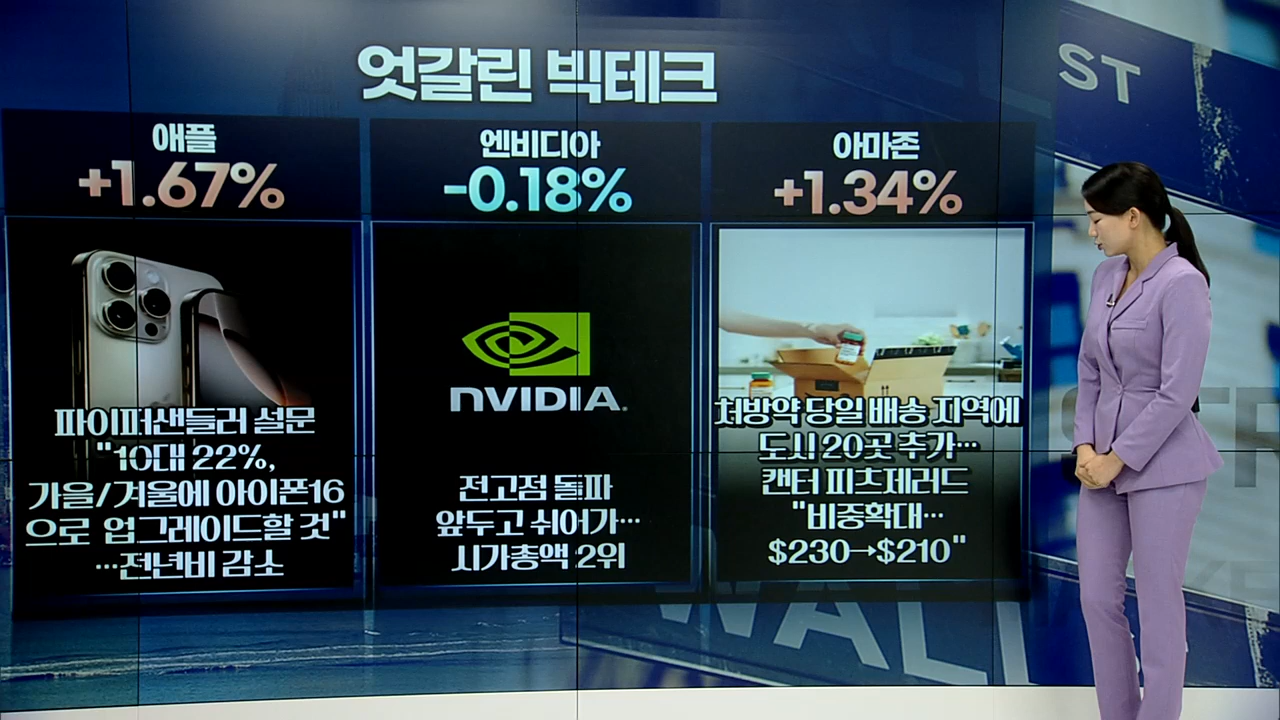 엇갈린 빅테크
애플
+1.67%
파이퍼샌들러 설문
"10대 22%,
가을/겨울에 아이폰16
으로 업그레이드할 것"
…전년비 감소
엔비디아
-0.18%
NVIDIA.
전고점 돌파
앞두고 쉬어가…
시가총액 2위
아마존
+1.34%
처방약 당일 배송 지역에
도시 20곳 추가…
캔터 피츠제러드
"비중확대…
$230→$210"
ST
WALL